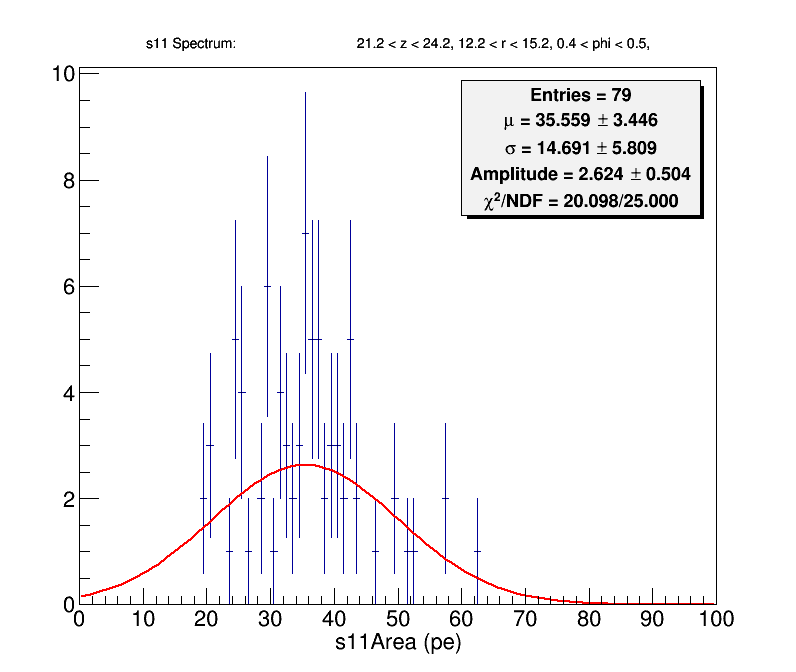 s11 Spectrum: 21.2 < z < 24.2, 12.2 < r < 15.2, 0.4 < phi < 0.5,
Entries = 79
μ = 35.559 ± 3.446
σ = 14.691 ± 5.809
Amplitude = 2.624 ± 0.504
χ²/NDF = 20.098/25.000
10
8
6
4
2
0
0 10 20 30 40 50 60 70 80 90 100
s11Area (pe)